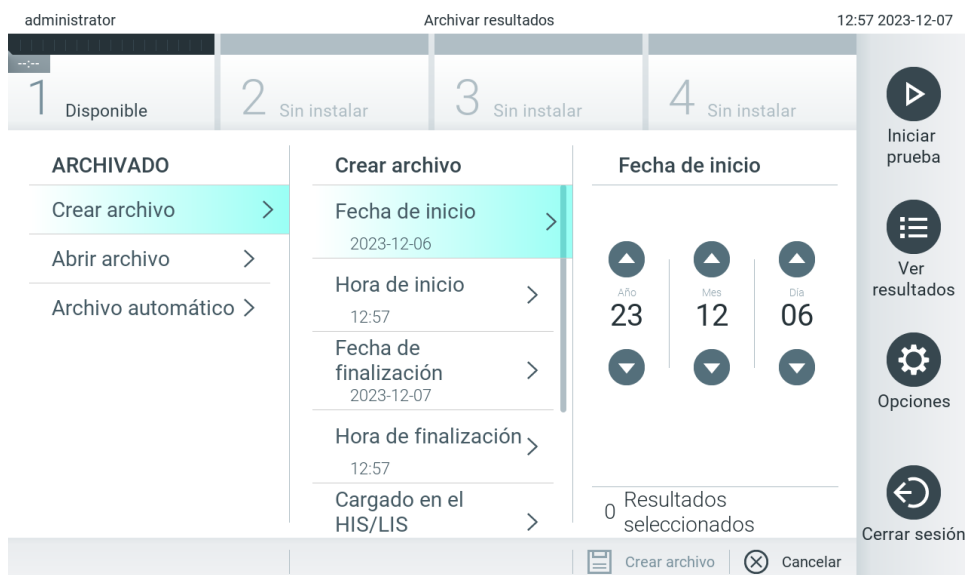 administrator
Archivar resultados
12:57 2023-12-07
--:--
1 Disponible
2 Sin instalar
3 Sin instalar
4 Sin instalar
ARCHIVADO
Crear archivo
Abrir archivo
Archivo automático
Crear archivo
Fecha de inicio
2023-12-06
Hora de inicio
12:57
Fecha de
finalización
2023-12-07
Hora de finalización
12:57
Cargado en el
HIS/LIS
Fecha de inicio
Año
Mes
Día
23
12
06
0 Resultados
seleccionados
Iniciar
prueba
Ver
resultados
Opciones
Cerrar sesión
Crear archivo
Cancelar